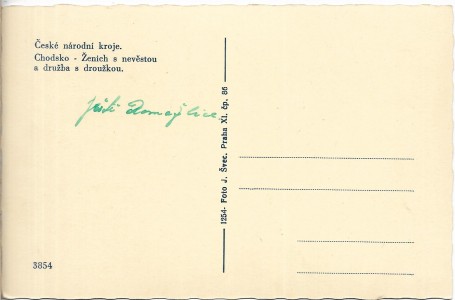 České národní kroje.
Chodsko - Ženich s nevěstou
a družba s droužkou.
Domažlice
1254- Foto J. Švec, Praha XI, čp. 86
3854